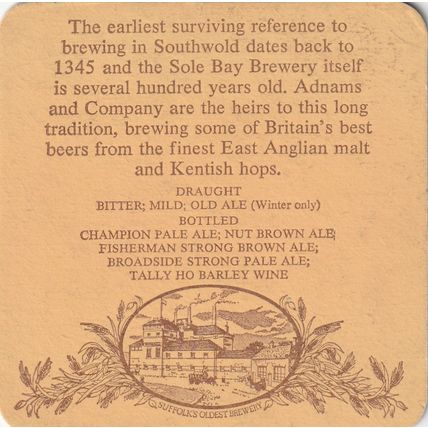 The earliest surviving reference to
brewing in Southwold dates back to
1345 and the Sole Bay Brewery itself
is several hundred years old. Adnams
and Company are the heirs to this long
tradition, brewing some of Britain's best
beers from the finest East Anglian malt
and Kentish hops.
DRAUGHT
BITTER; MILD; OLD ALE (Winter only)
BOTTLED
CHAMPION PALE ALE; NUT BROWN ALE;
FISHERMAN STRONG BROWN ALE;
BROADSIDE STRONG PALE ALE;
TALLY HO BARLEY WINE
SUFFOLK'S OLDEST BREWERY